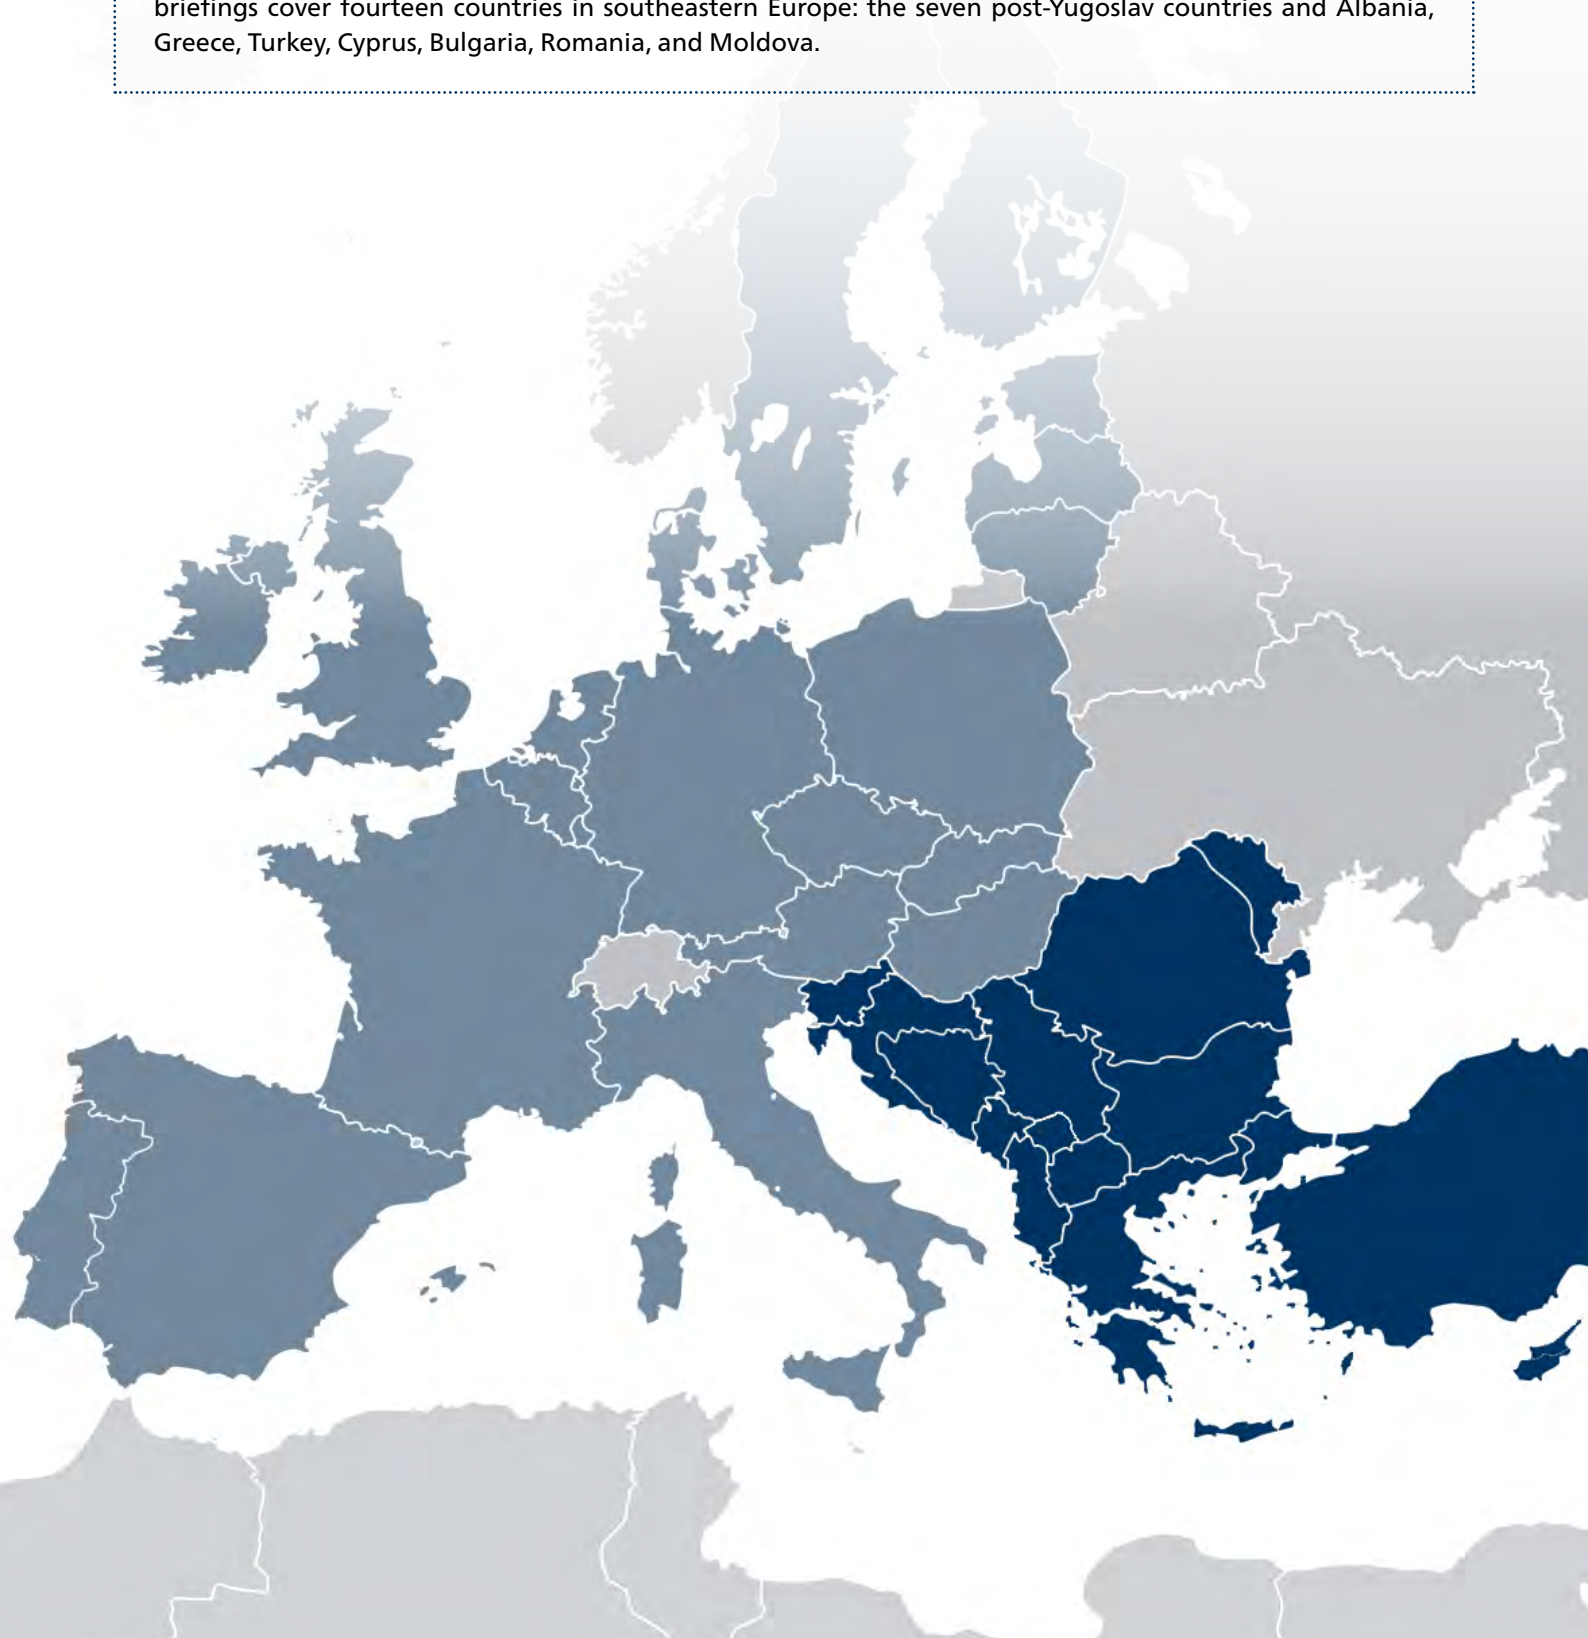 briefings cover fourteen countries in southeastern Europe: the seven post-Yugoslav countries and Albania,
Greece, Turkey, Cyprus, Bulgaria, Romania, and Moldova.